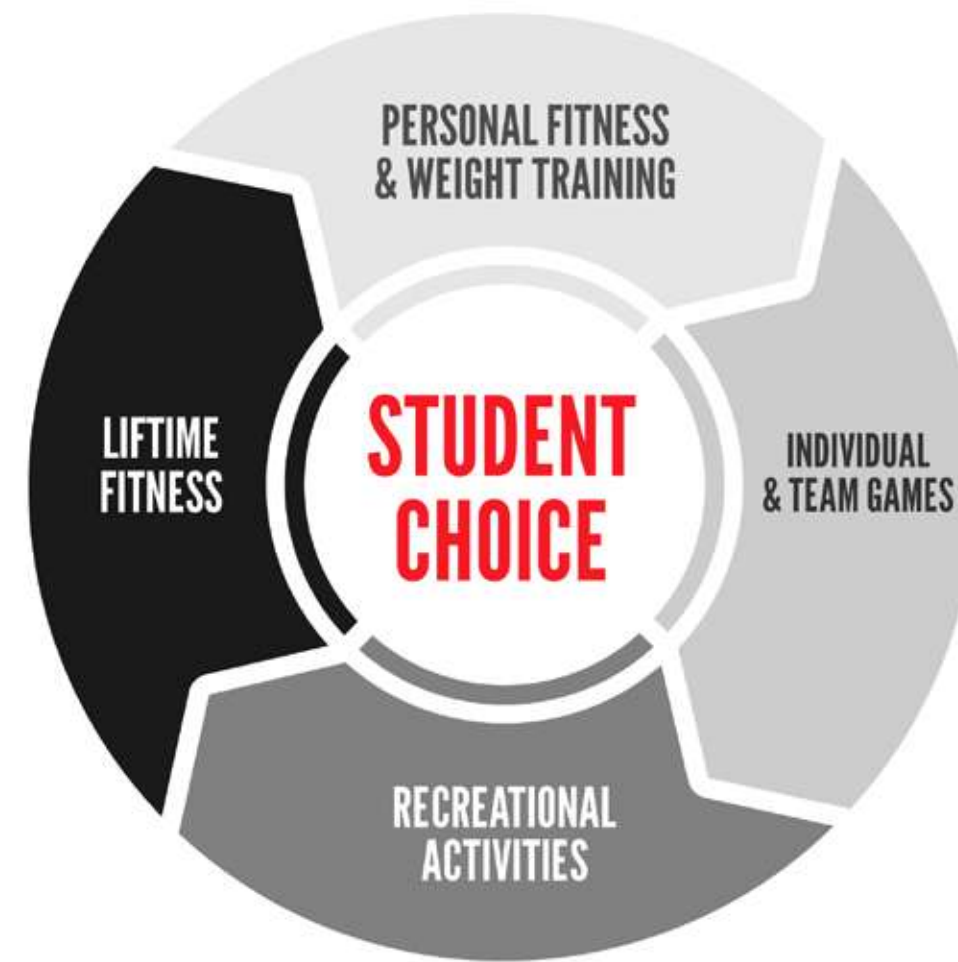 PERSONAL FITNESS
& WEIGHT TRAINING
LIFTIME
FITNESS
STUDENT
CHOICE
INDIVIDUAL
& TEAM GAMES
RECREATIONAL
ACTIVITIES